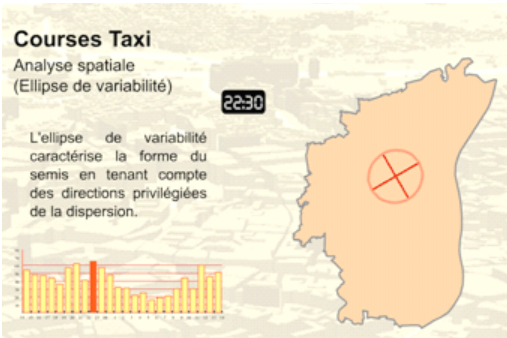 Courses Taxi
Analyse spatiale
(Ellipse de variabilité)
22:30
L'ellipse de variabilité
caractérise la forme du
semis en tenant compte
des directions privilégiées
de la dispersion.